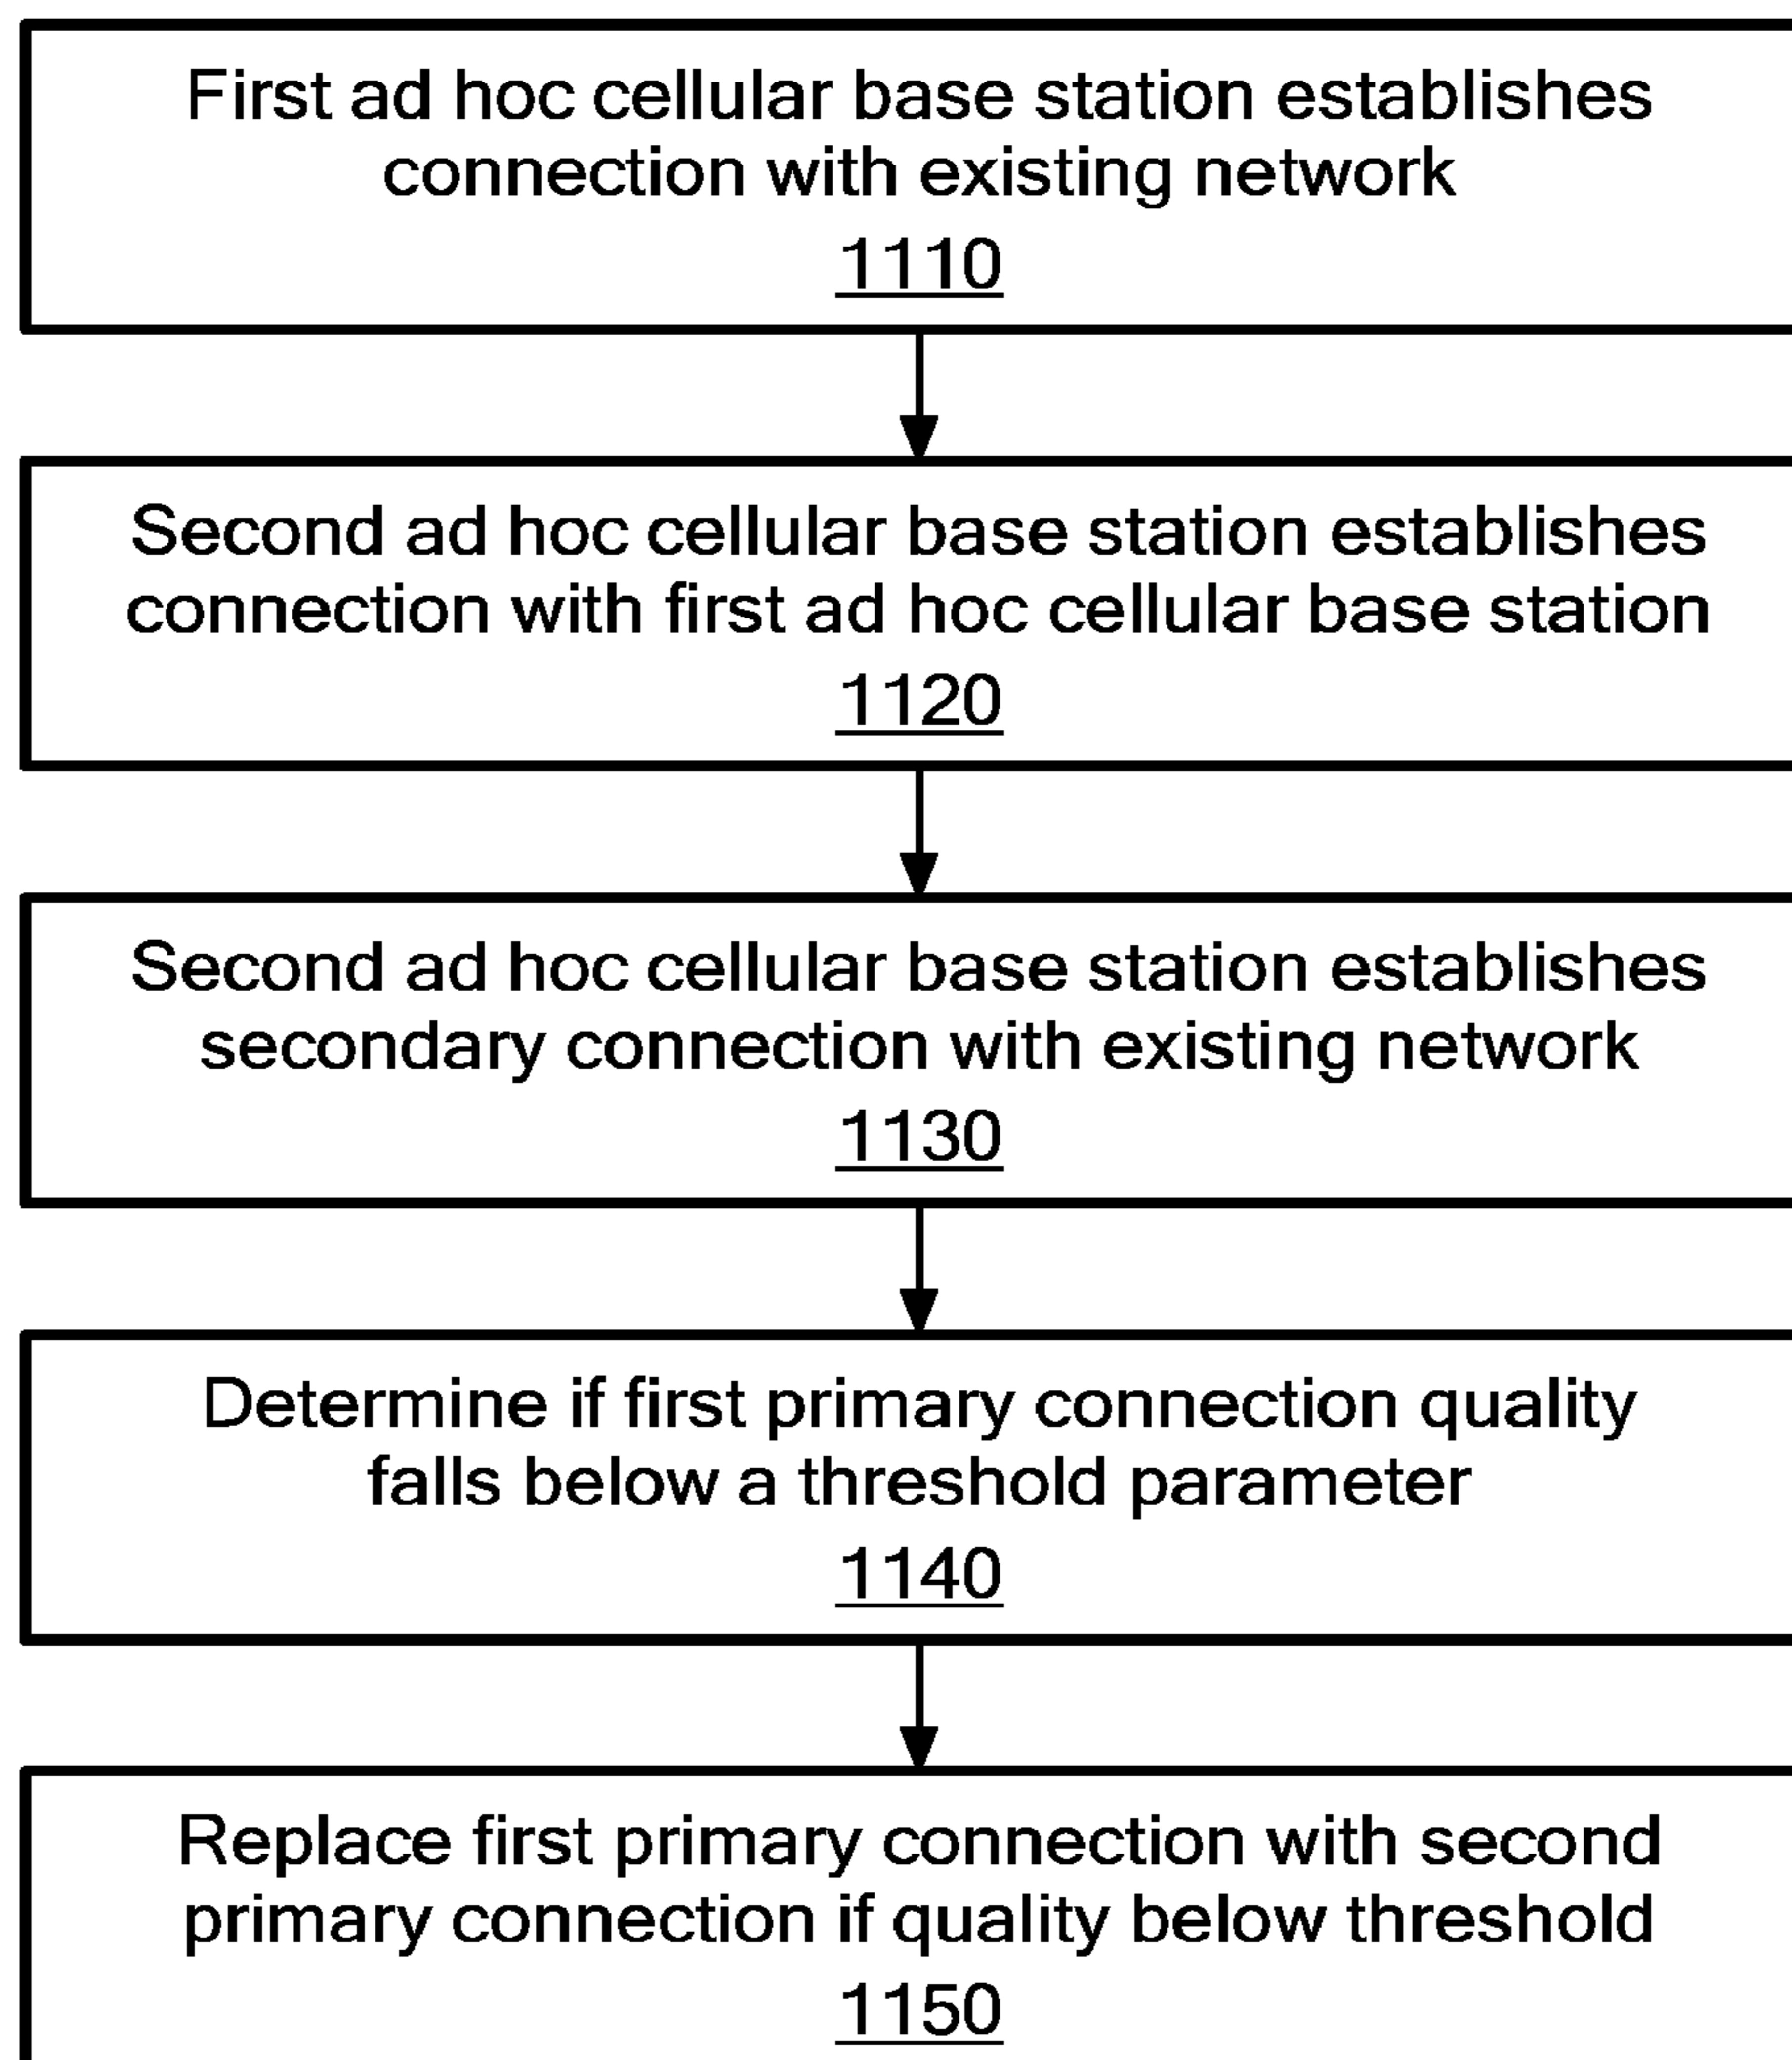 First ad hoc cellular base station establishes
connection with existing network
1110
Second ad hoc cellular base station establishes
connection with first ad hoc cellular base station
1120
Second ad hoc cellular base station establishes
secondary connection with existing network
1130
Determine if first primary connection quality
falls below a threshold parameter
1140
Replace first primary connection with second
primary connection if quality below threshold
1150